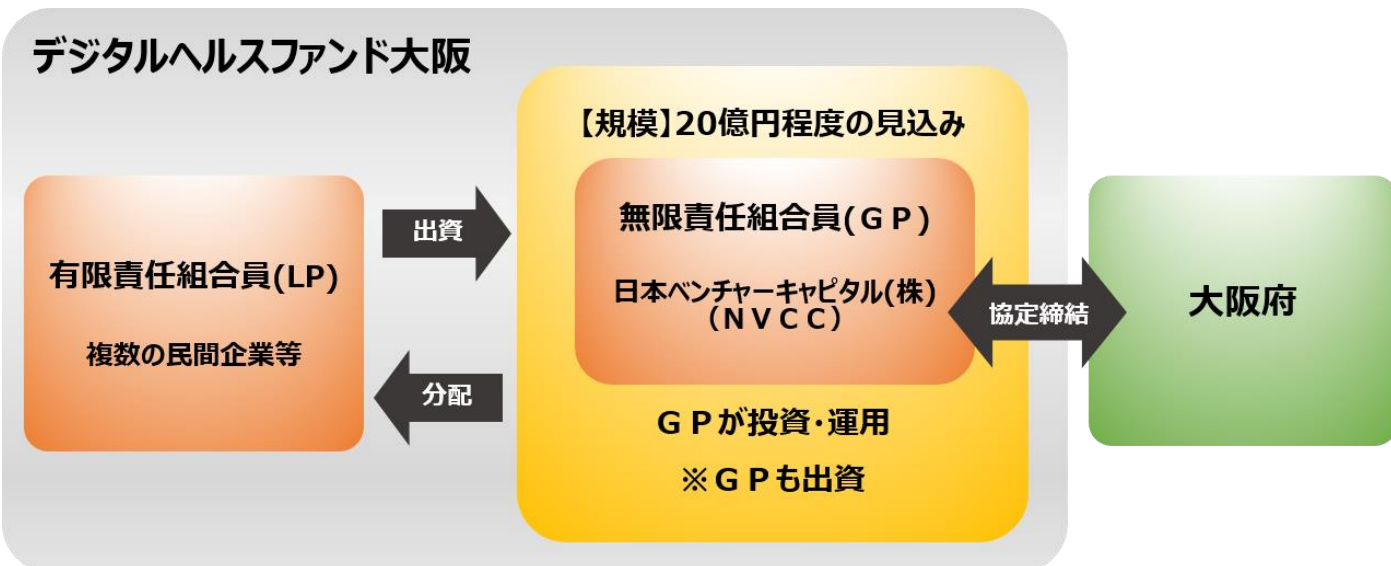 デジタルヘルスファンド大阪
【規模】20億円程度の見込み
有限責任組合員(LP)
複数の民間企業等
出資
分配
無限責任組合員(ＧＰ)
日本ベンチャーキャピタル(株)
（ＮＶＣＣ）
ＧＰが投資・運用
※ＧＰも出資
協定締結
大阪府